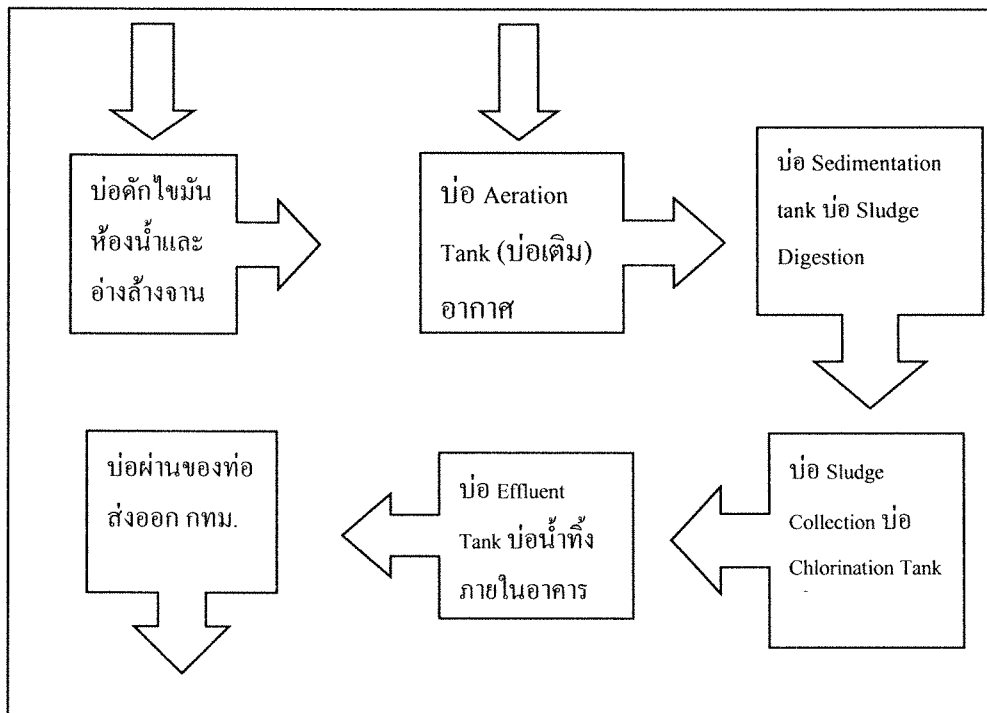 บ่อดักไขมัน
ห้องน้ำและ
อ่างล้างจาน
บ่อ Aeration
Tank (บ่อเติม)
อากาศ
บ่อ Sedimentation
tank บ่อ Sludge
Digestion
บ่อ Sludge
Collection บ่อ
Chlorination Tank
บ่อ Effluent
Tank บ่อน้ำทิ้ง
ภายในอาคาร
บ่อผ่านของท่อ
ส่งออก กทม.